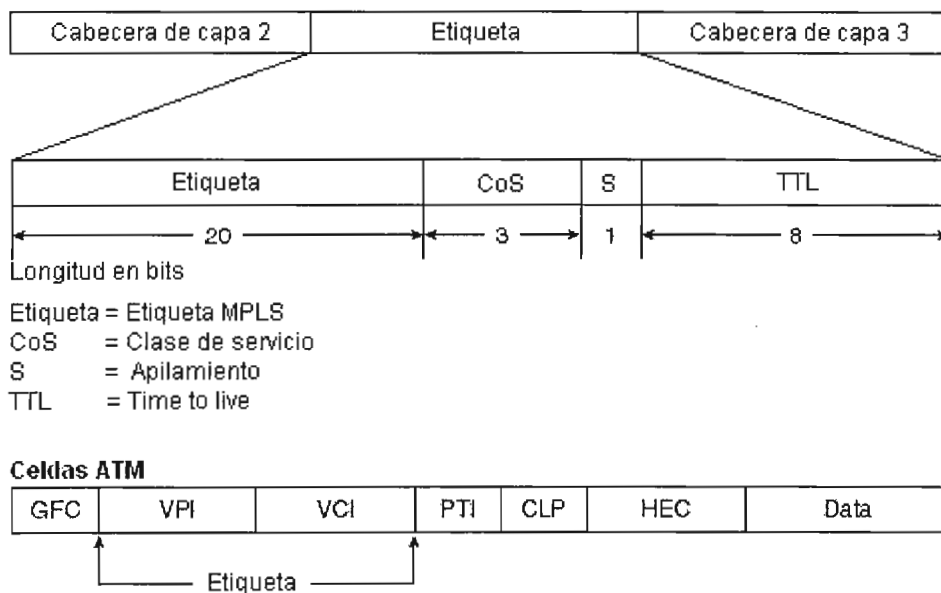 Cabecera de capa 2 Etiqueta Cabecera de capa 3
Etiqueta CoS S TTL
20 3 1 8
Longitud en bits
Etiqueta = Etiqueta MPLS
CoS = Clase de servicio
S = Apilamiento
TTL = Time to live
Celdas ATM
GFC VPI VCI PTI CLP HEC Data
Etiqueta